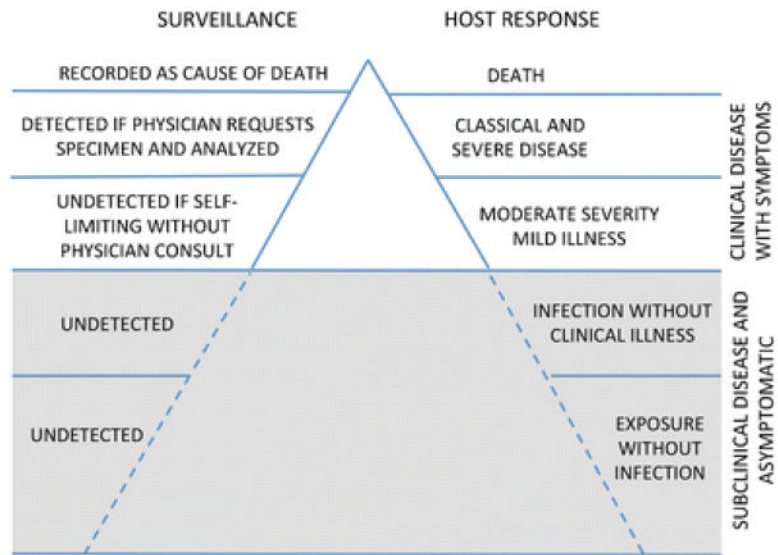 SURVEILLANCE
HOST RESPONSE
RECORDED AS CAUSE OF DEATH
DEATH
DETECTED IF PHYSICIAN REQUESTS
SPECIMEN AND ANALYZED
CLASSICAL AND
SEVERE DISEASE
UNDETECTED IF SELF-
LIMITING WITHOUT
PHYSICIAN CONSULT
MODERATE SEVERITY
MILD ILLNESS
CLINICAL DISEASE
WITH SYMPTOMS
UNDETECTED
INFECTION WITHOUT
CLINICAL ILLNESS
UNDETECTED
EXPOSURE
WITHOUT
INFECTION
SUBCLINICAL DISEASE AND
ASYMPTOMATIC